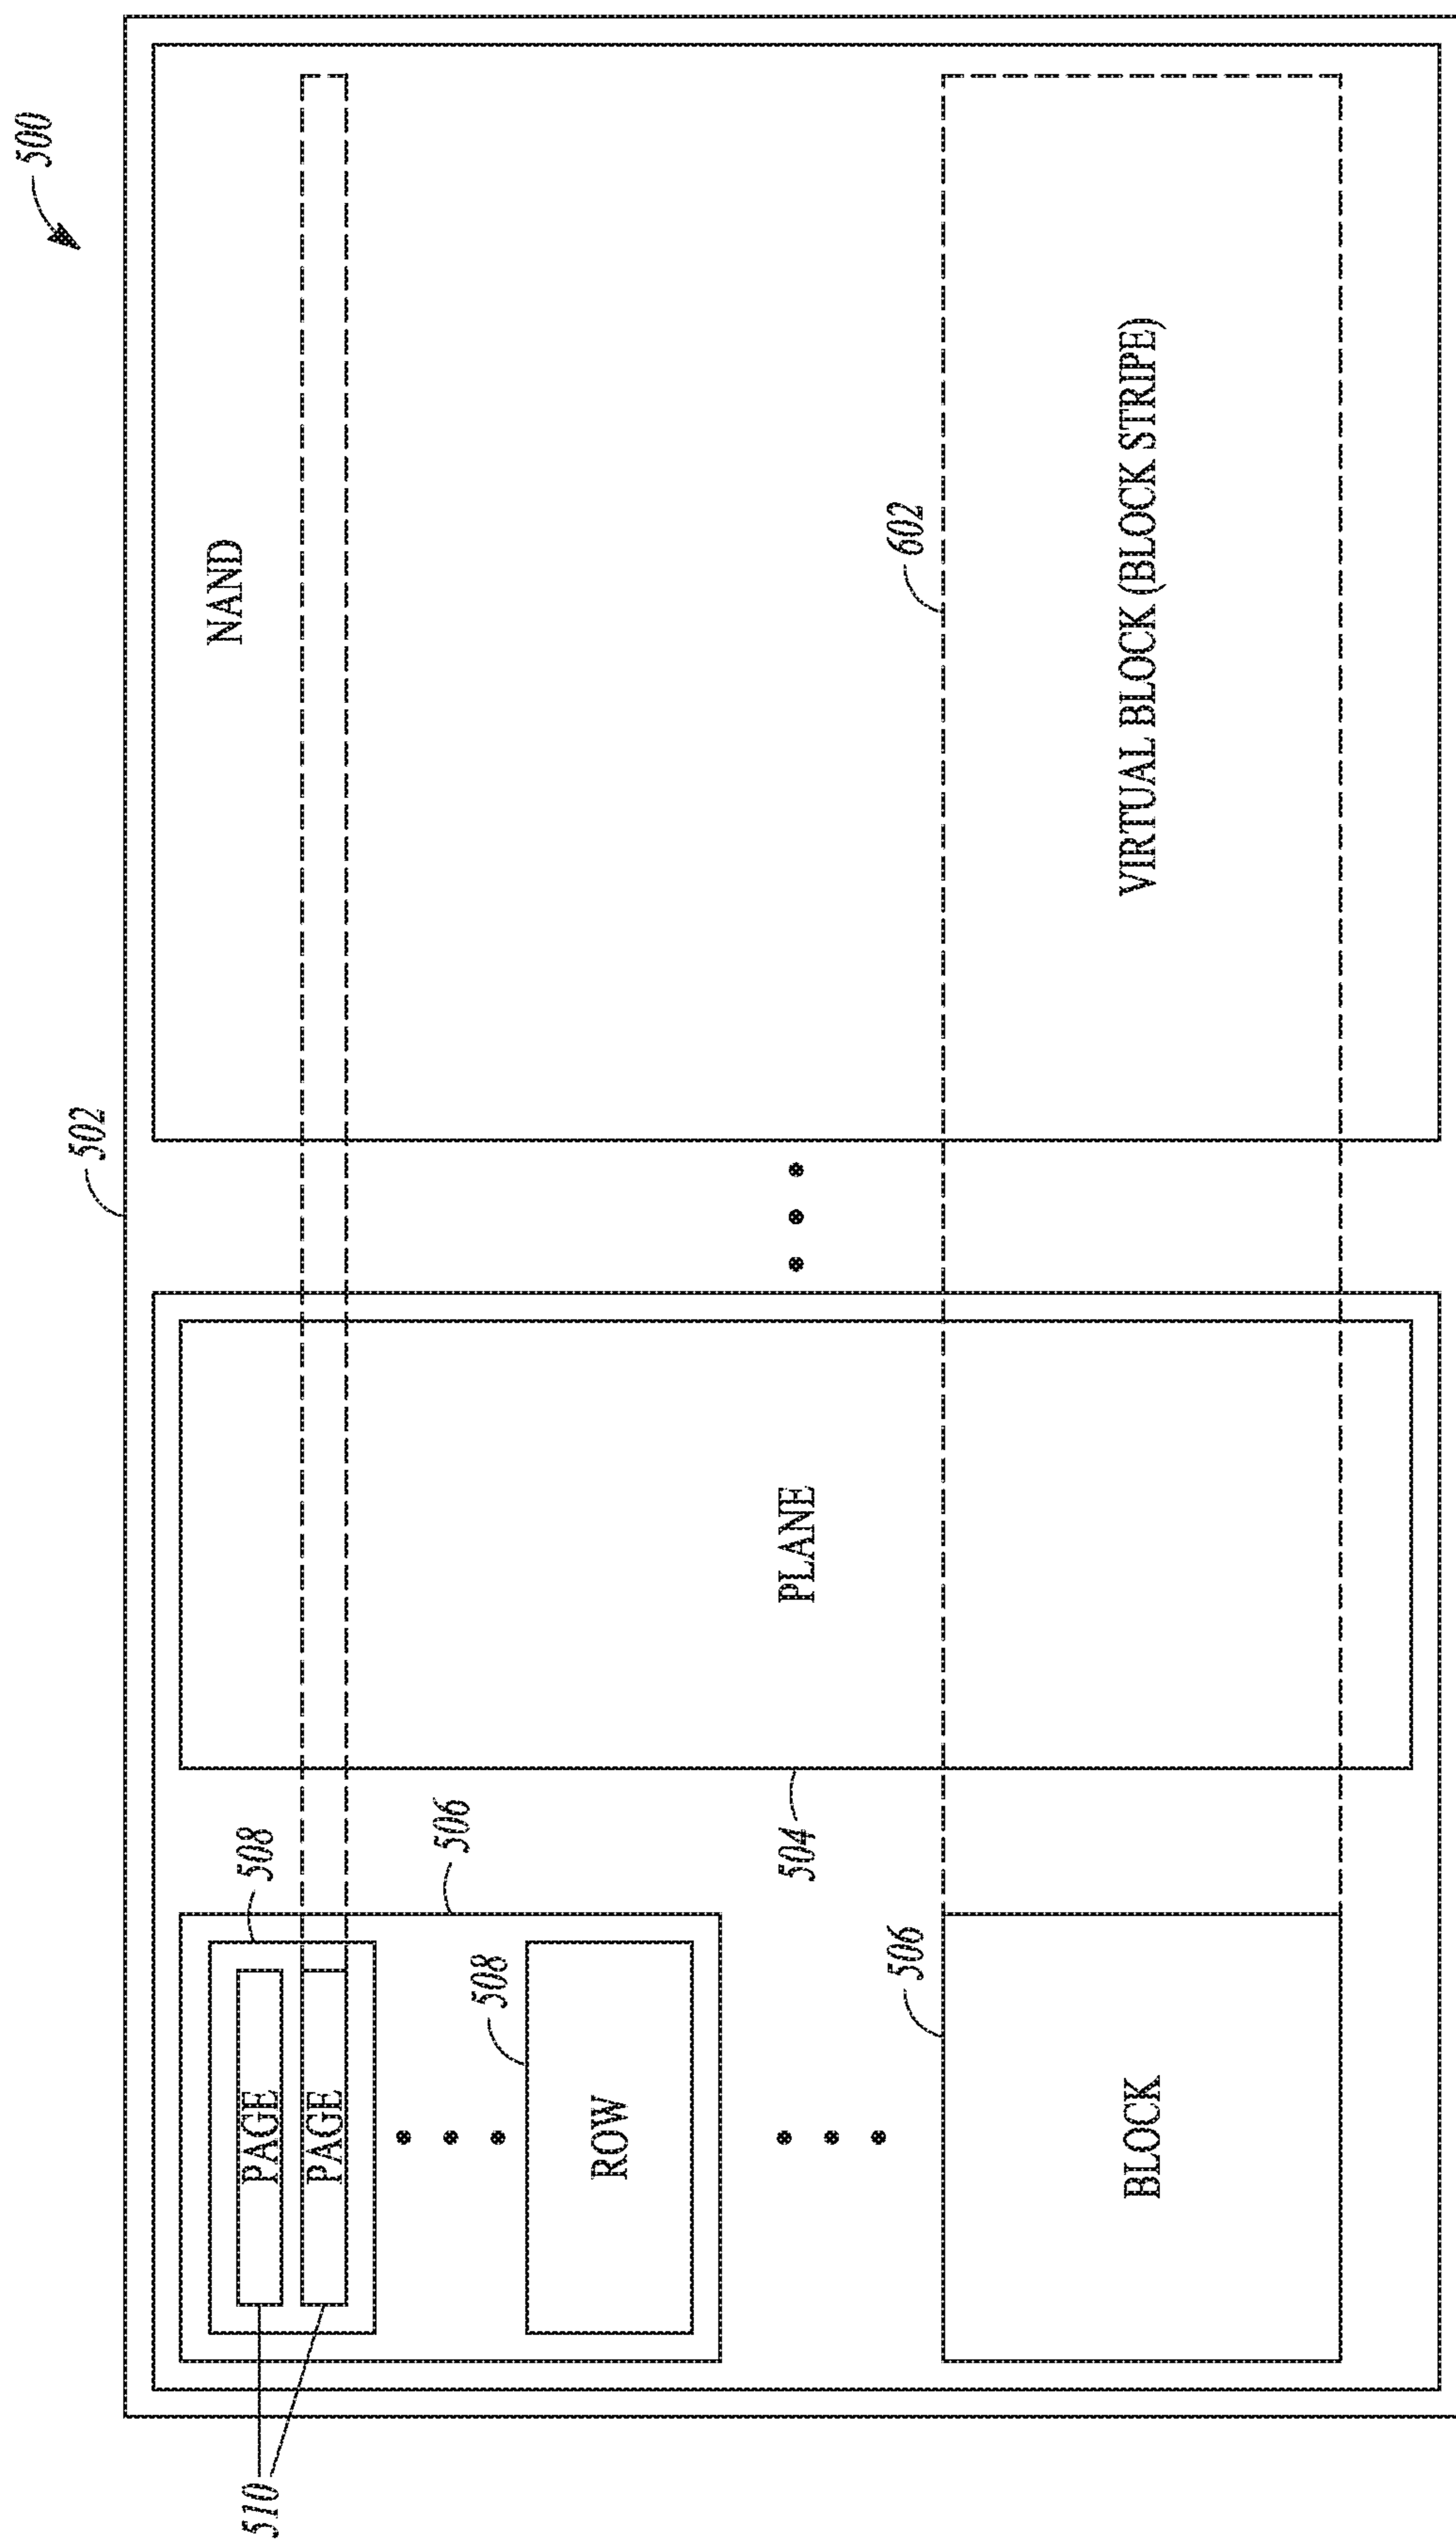 500
502
510
PAGE
508
NAND
PAGE
506
508
ROW
504
PLANE
506
602
BLOCK
VIRTUAL BLOCK (BLOCK STRIPE)